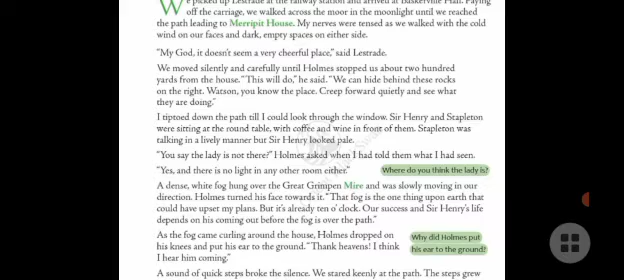 We picked up Lestrade at the railway station and arrived at Baskerville Hall. Paying
off the carriage, we walked across the moor in the moonlight until we reached
the path leading to Merripit House. My nerves were tensed as we walked with the cold
wind on our faces and dark, empty spaces on either side.
"My God, it doesn't seem a very cheerful place," said Lestrade.
We moved silently and carefully until Holmes stopped us about two hundred
yards from the house. "This will do," he said. "We can hide behind these rocks
on the right. Watson, you know the place. Creep forward quietly and see what
they are doing."
I tiptoed down the path till I could look through the window. Sir Henry and Stapleton
were sitting at the round table, with coffee and wine in front of them. Stapleton was
talking in a lively manner but Sir Henry looked pale.
"You say the lady is not there?" Holmes asked when I had told them what I had seen.
"Yes, and there is no light in any other room either."
Where do you think the lady is?
A dense, white fog hung over the Great Grimpen Mire and was slowly moving in our
direction. Holmes turned his face towards it. "That fog is the one thing upon earth that
could have upset my plans. But it's already ten o' clock. Our success and Sir Henry's life
depends on his coming out before the fog is over the path."
As the fog came curling around the house, Holmes dropped on
his knees and put his ear to the ground. "Thank heavens! I think
I hear him coming."
Why did Holmes put
his ear to the ground?
A sound of quick steps broke the silence. We stared keenly at the path. The steps grew